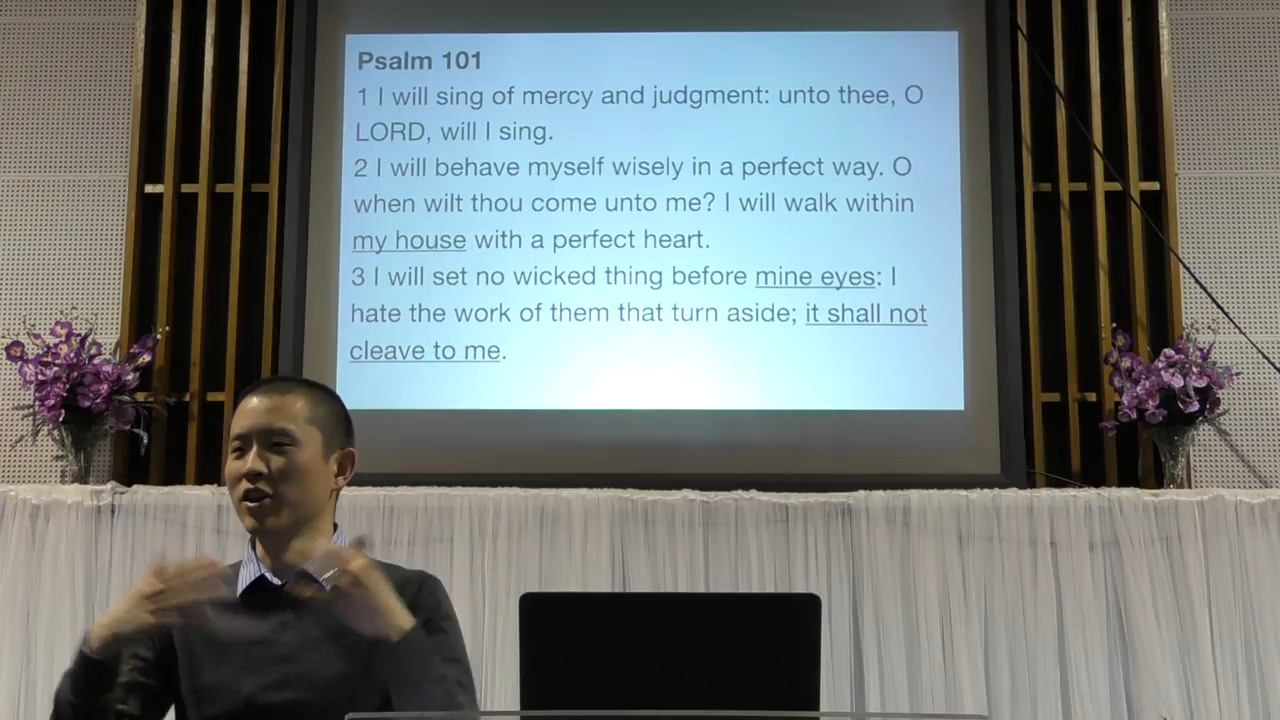 Psalm 101
1 I will sing of mercy and judgment: unto thee, O
LORD, will I sing.
2 I will behave myself wisely in a perfect way. O
when wilt thou come unto me? I will walk within
my house with a perfect heart.
3 I will set no wicked thing before mine eyes: I
hate the work of them that turn aside; it shall not
cleave to me.